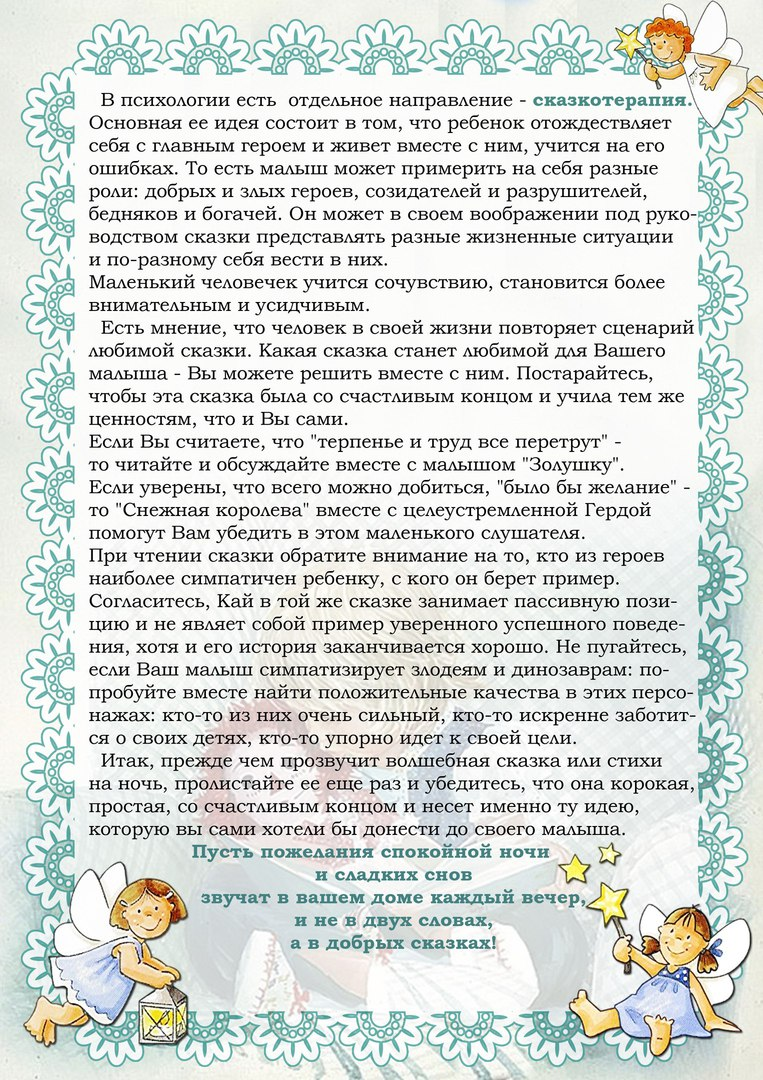 В психологии есть отдельное направление - сказкотерапия.
Основная ее идея состоит в том, что ребенок отождествляет
себя с главным героем и живет вместе с ним, учится на его
ошибках. То есть малыш может примерить на себя разные
роли: добрых и злых героев, созидателей и разрушителей,
бедняков и богачей. Он может в своем воображении под руко-
водством сказки представлять разные жизненные ситуации
и по-разному себя вести в них.
Маленький человечек учится сочувствию, становится более
внимательным и усидчивым.
Есть мнение, что человек в своей жизни повторяет сценарий
любимой сказки. Какая сказка станет любимой для Вашего
малыша - Вы можете решить вместе с ним. Постарайтесь,
чтобы эта сказка была со счастливым концом и учила тем же
ценностям, что и Вы сами.
Если Вы считаете, что "терпенье и труд все перетрут" -
то читайте и обсуждайте вместе с малышом "Золушку".
Если уверены, что всего можно добиться, "было бы желание" -
то "Снежная королева" вместе с целеустремленной Гердой
помогут Вам убедить в этом маленького слушателя.
При чтении сказки обратите внимание на то, кто из героев
наиболее симпатичен ребенку, с кого он берет пример.
Согласитесь, Кай в той же сказке занимает пассивную пози-
цию и не являет собой пример уверенного успешного поведе-
ния, хотя и его история заканчивается хорошо. Не пугайтесь,
если Ваш малыш симпатизирует злодеям и динозаврам: по-
пробуйте вместе найти положительные качества в этих персо-
нажах: кто-то из них очень сильный, кто-то искренне заботит-
ся о своих детях, кто-то упорно идет к своей цели.
Итак, прежде чем прозвучит волшебная сказка или стихи
на ночь, пролистайте ее еще раз и убедитесь, что она корокая,
простая, со счастливым концом и несет именно ту идею,
которую вы сами хотели бы донести до своего малыша.
Пусть пожелания спокойной ночи
и сладких снов
звучат в вашем доме каждый вечер,
и не в двух словах,
а в добрых сказках!